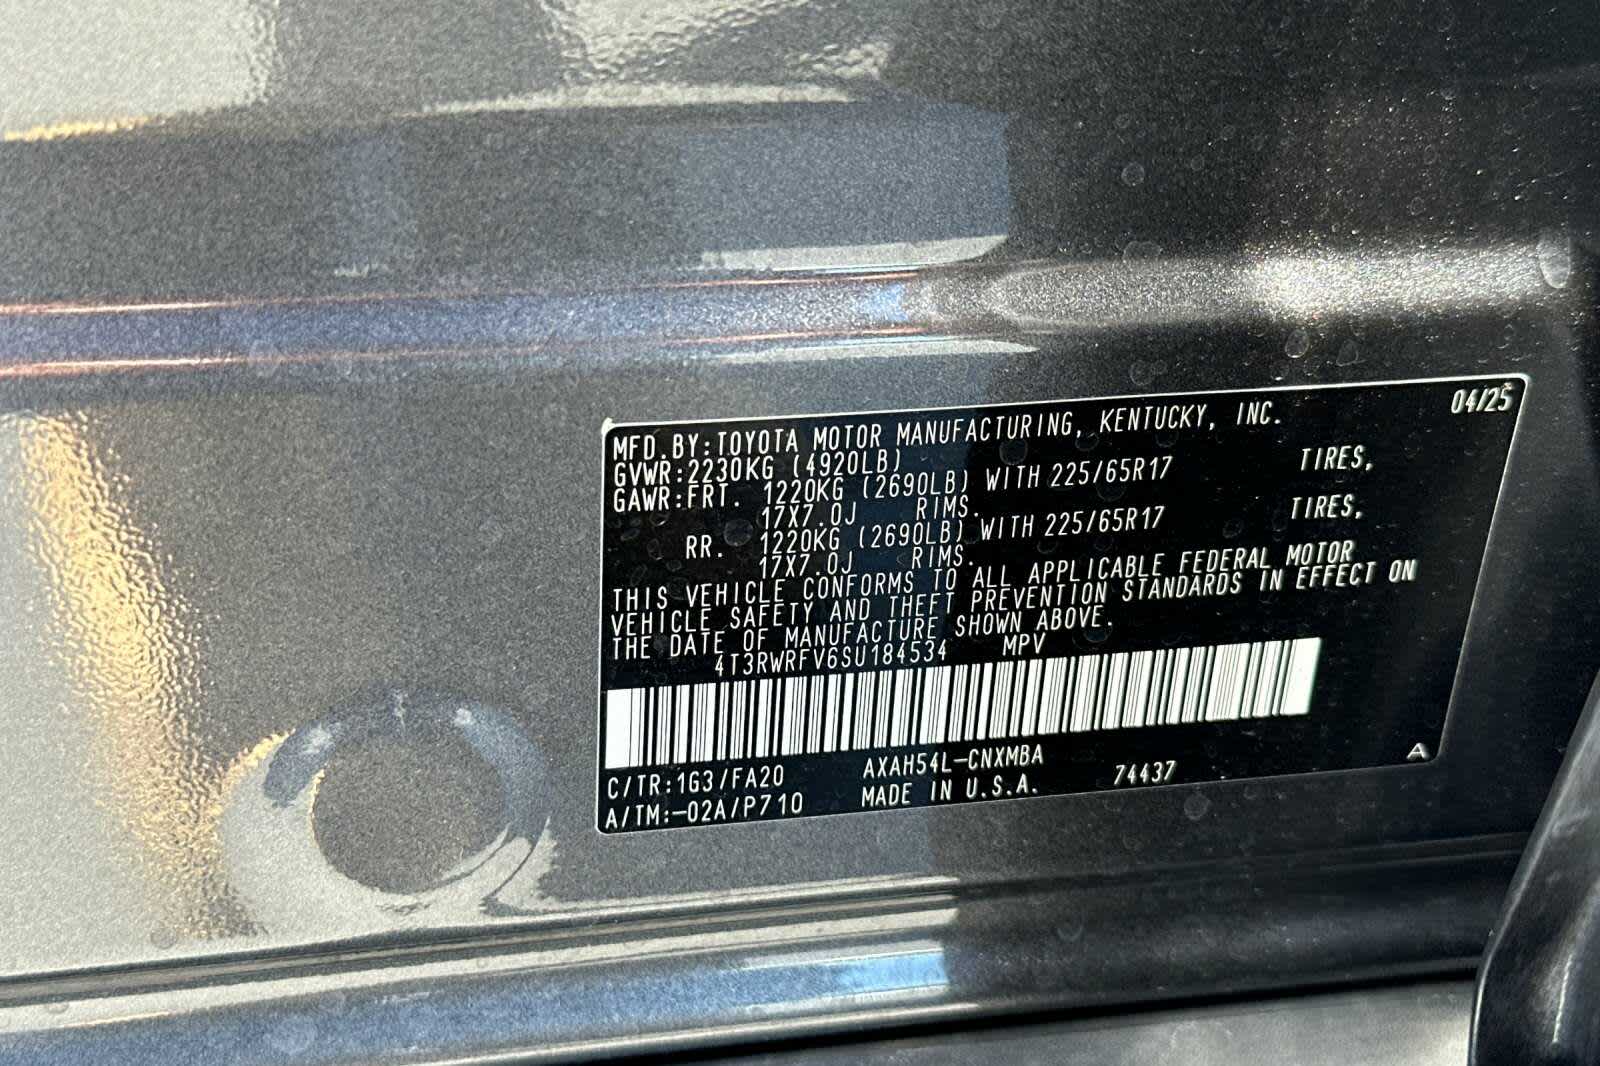 04/25
MFD.BY:TOYOTA MOTOR MANUFACTURING, KENTUCKY, INC.
GVWR:2230KG (4920LB)
GAWR:FRT. 1220KG (2690LB) WITH 225/65R17 TIRES,
17X7.0J RIMS.
RR. 1220KG (2690LB) WITH 225/65R17 TIRES,
17X7.0J RIMS.
THIS VEHICLE CONFORMS TO ALL APPLICABLE FEDERAL MOTOR
VEHICLE SAFETY AND THEFT PREVENTION STANDARDS IN EFFECT ON
THE DATE OF MANUFACTURE SHOWN ABOVE.
4T3RWRFV6SU184534 MPV
C/TR:1G3/FA20 AXAH54L-CNXMBA 74437 A
A/TM:-02A/P710 MADE IN U.S.A.